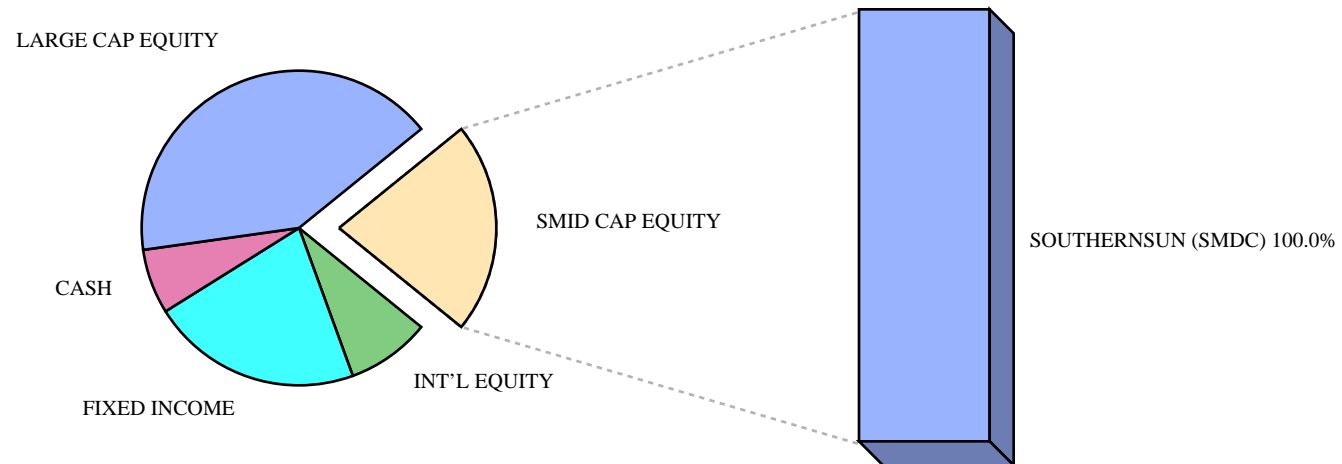 LARGE CAP EQUITY
SMID CAP EQUITY
SOUTHERNSUN (SMDC) 100.0%
CASH
INT'L EQUITY
FIXED INCOME